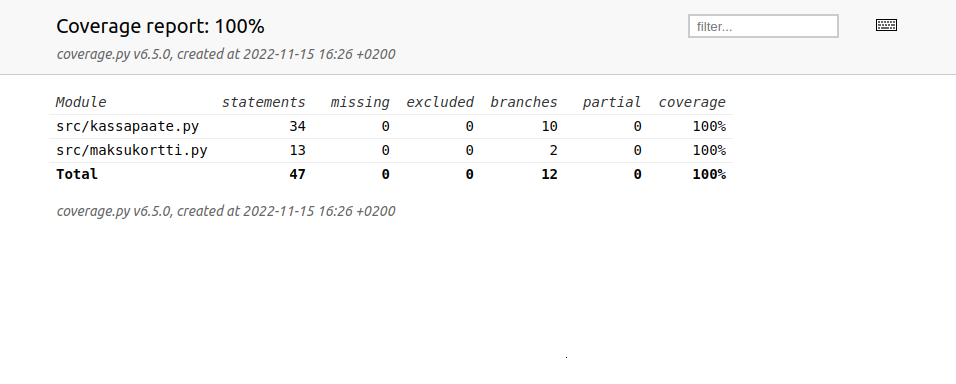 Coverage report: 100%
filter...
coverage.py v6.5.0, created at 2022-11-15 16:26 +0200
Module statements missing excluded branches partial coverage
src/kassapaate.py 34 0 0 10 0 100%
src/maksukortti.py 13 0 0 2 0 100%
Total 47 0 0 12 0 100%
coverage.py v6.5.0, created at 2022-11-15 16:26 +0200